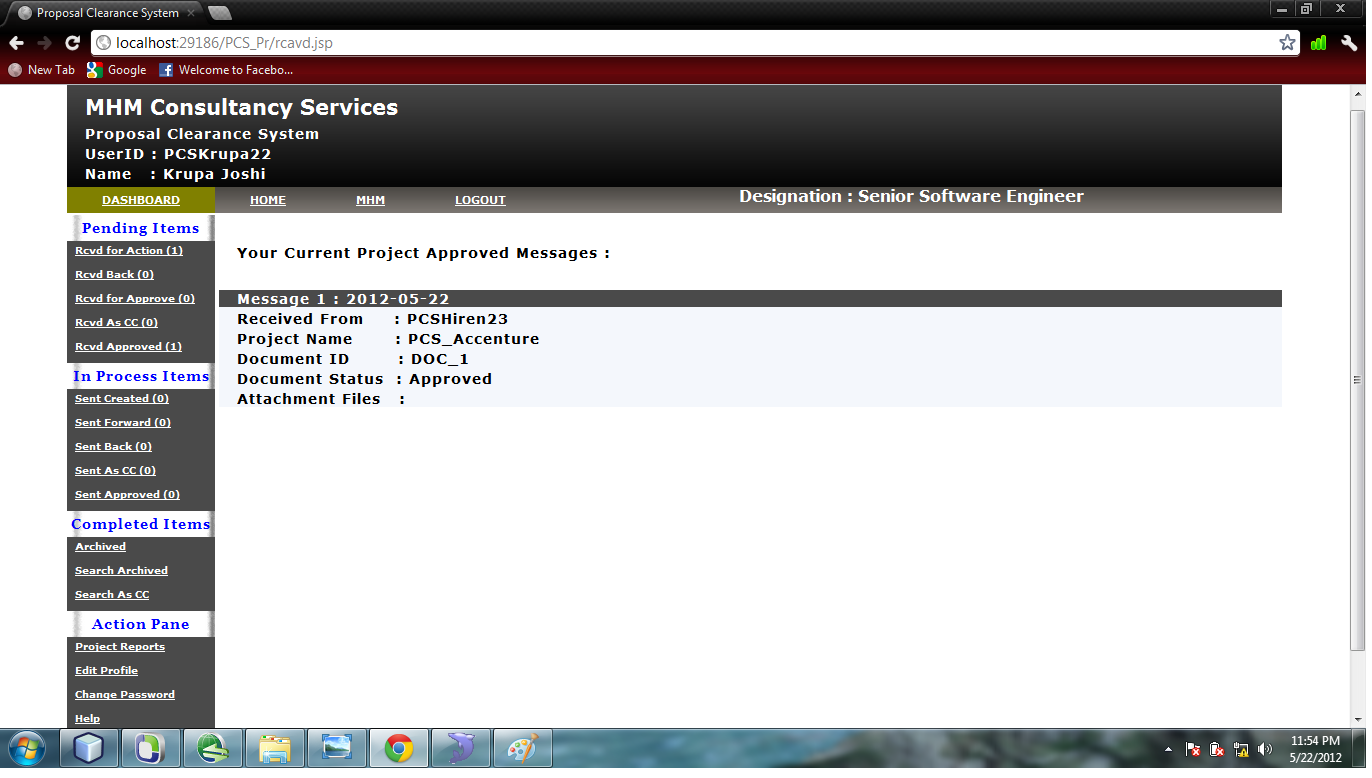 Proposal Clearance System
localhost:29186/PCS_Pr/rcavd.jsp
New Tab Google Welcome to Facebo...
MHM Consultancy Services
Proposal Clearance System
UserID : PCSKrupa22
Name : Krupa Joshi
DASHBOARD HOME MHM LOGOUT Designation : Senior Software Engineer
Pending Items
Rcvd for Action (1)
Rcvd Back (0)
Rcvd for Approve (0)
Rcvd As CC (0)
Rcvd Approved (1)
In Process Items
Sent Created (0)
Sent Forward (0)
Sent Back (0)
Sent As CC (0)
Sent Approved (0)
Completed Items
Archived
Search Archived
Search As CC
Action Pane
Project Reports
Edit Profile
Change Password
Help
Your Current Project Approved Messages :
Message 1 : 2012-05-22
Received From : PCSHiren23
Project Name : PCS_Accenture
Document ID : DOC_1
Document Status : Approved
Attachment Files :
11:54 PM
5/22/2012